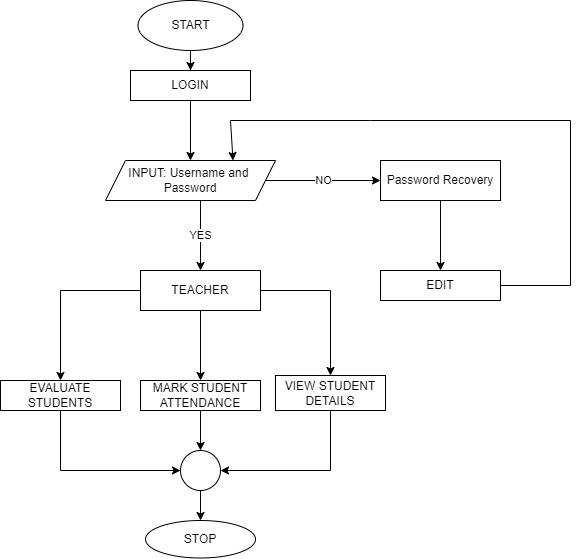 START
LOGIN
INPUT: Username and
Password
NO
Password Recovery
YES
TEACHER
EDIT
EVALUATE
STUDENTS
MARK STUDENT
ATTENDANCE
VIEW STUDENT
DETAILS
STOP